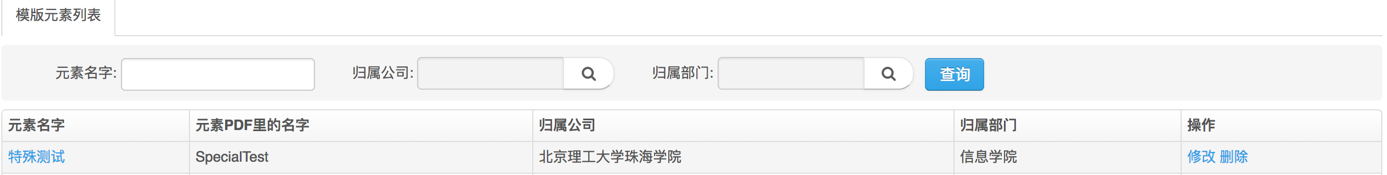 模版元素列表
元素名字: 归属公司: 归属部门: 查询
元素名字 元素PDF里的名字 归属公司 归属部门 操作
特殊测试 SpecialTest 北京理工大学珠海学院 信息学院 修改 删除